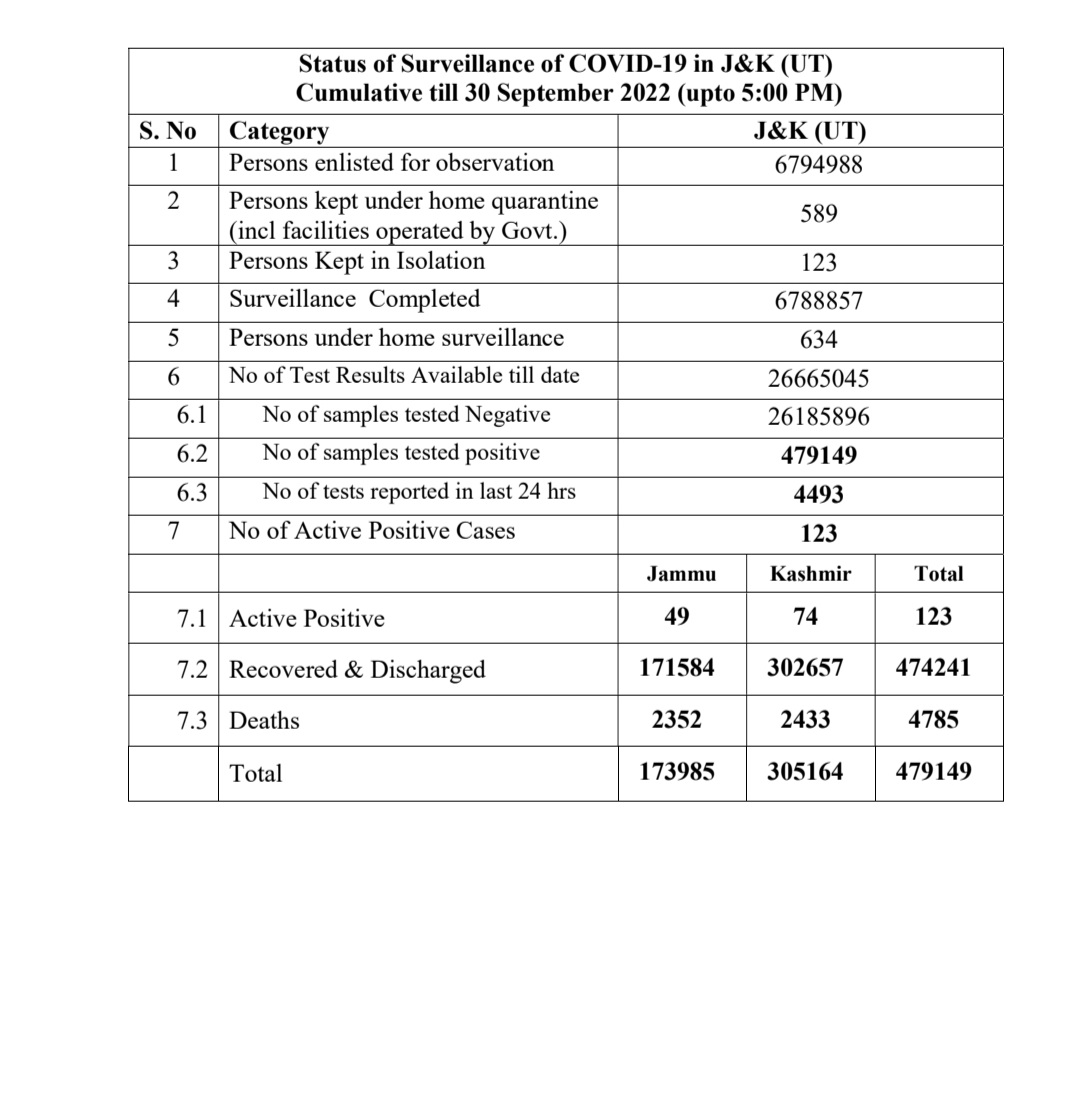 Status of Surveillance of COVID-19 in J&K (UT)
Cumulative till 30 September 2022 (upto 5:00 PM)
S. No Category J&K (UT)
1 Persons enlisted for observation 6794988
2 Persons kept under home quarantine
(incl facilities operated by Govt.) 589
3 Persons Kept in Isolation 123
4 Surveillance Completed 6788857
5 Persons under home surveillance 634
6 No of Test Results Available till date 26665045
6.1 No of samples tested Negative 26185896
6.2 No of samples tested positive 479149
6.3 No of tests reported in last 24 hrs 4493
7 No of Active Positive Cases 123
Jammu Kashmir Total
7.1 Active Positive 49 74 123
7.2 Recovered & Discharged 171584 302657 474241
7.3 Deaths 2352 2433 4785
Total 173985 305164 479149